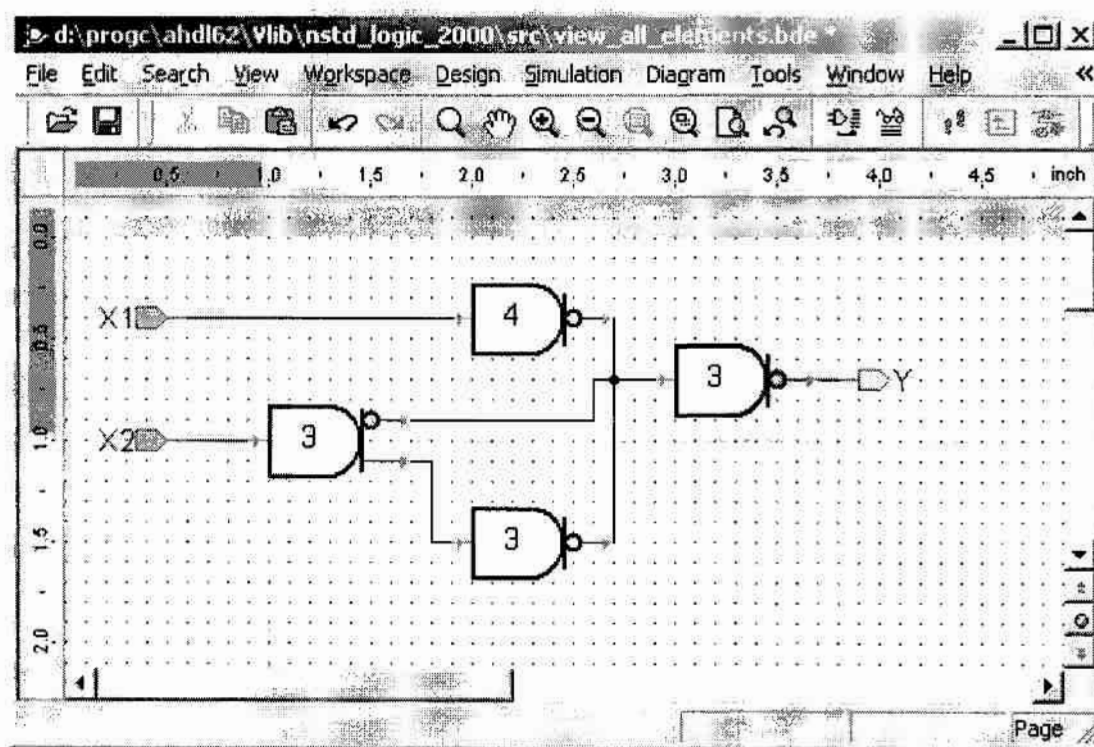 d:\progc\ahdl62\Vlib\nstd_logic_2000\src\view_all_elements.bde *
File Edit Search View Workspace Design Simulation Diagram Tools Window Help «
0,5 1,0 1,5 2,0 2,5 3,0 3,5 4,0 4,5 inch
0,0
0,5
1,0
1,5
2,0
X1
4
3
Y
X2
3
3
Page